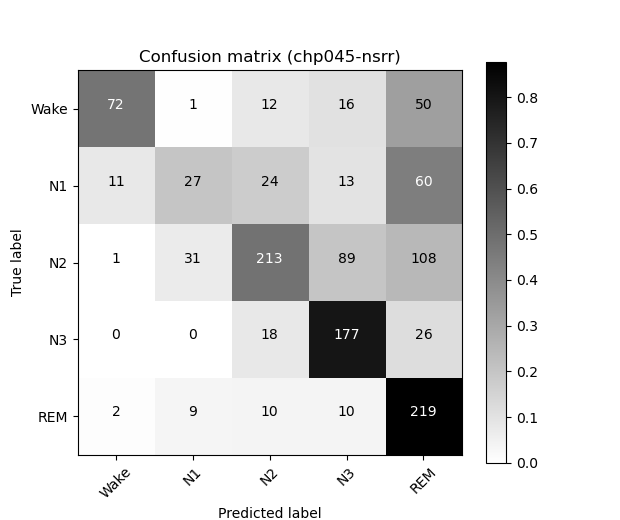 Confusion matrix (chp045-nsrr)
Wake 72 1 12 16 50
N1 11 27 24 13 60
N2 1 31 213 89 108
N3 0 0 18 177 26
REM 2 9 10 10 219
Wake N1 N2 N3 REM
True label
Predicted label
0.8
0.7
0.6
0.5
0.4
0.3
0.2
0.1
0.0